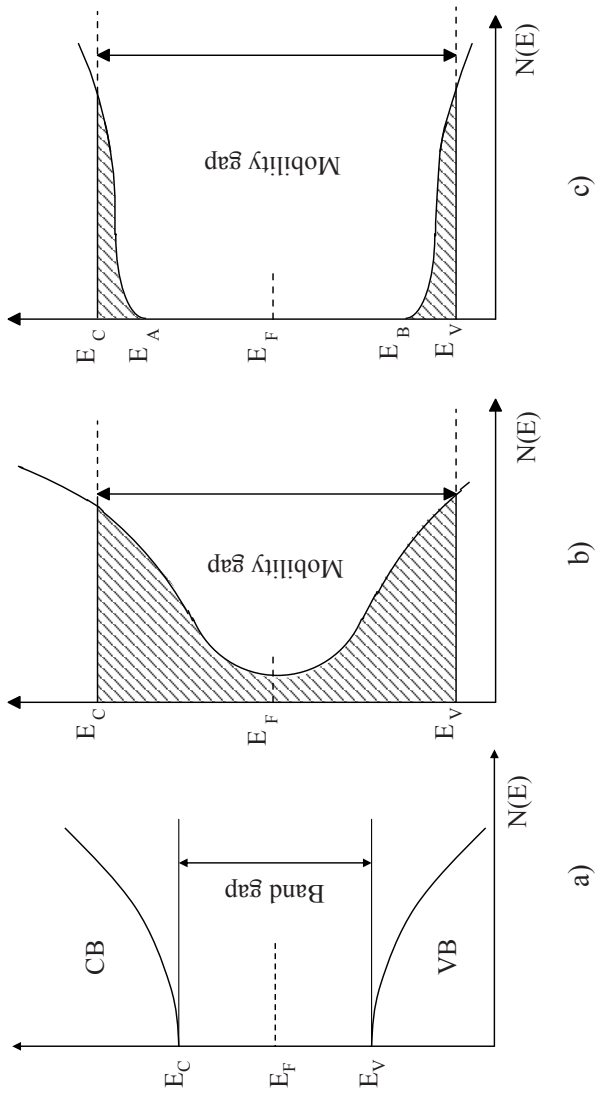 CB
E_C
Band gap
E_F
E_V
VB
N(E)
a)
E_C
Mobility gap
E_F
E_V
N(E)
b)
E_C
E_A
Mobility gap
E_F
E_B
E_V
N(E)
c)